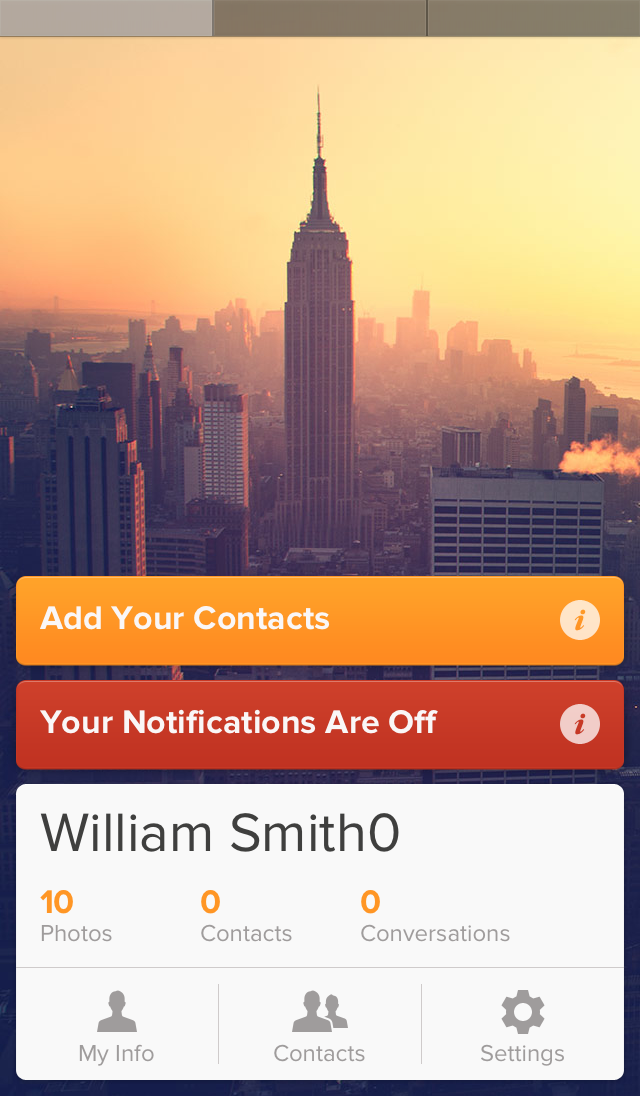 Add Your Contacts
i
Your Notifications Are Off
i
William Smith0
10 0 0
Photos Contacts Conversations
My Info Contacts Settings